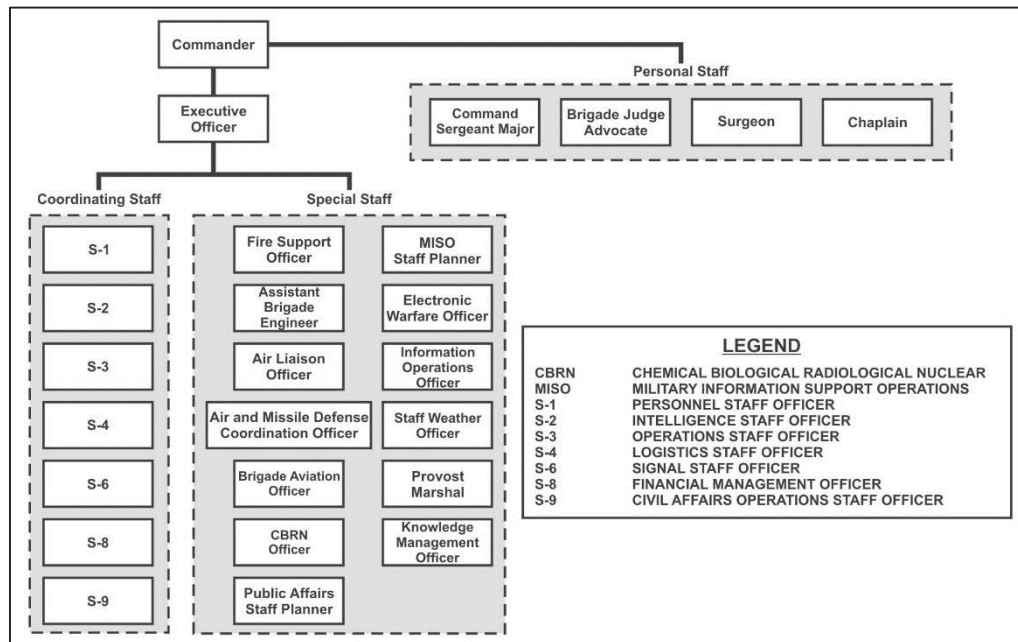 Commander
Personal Staff
Executive
Officer
Command
Sergeant Major
Brigade Judge
Advocate
Surgeon
Chaplain
Coordinating Staff
Special Staff
S-1
S-2
S-3
S-4
S-6
S-8
S-9
Fire Support
Officer
Assistant
Brigade
Engineer
Air Liaison
Officer
Air and Missile Defense
Coordination Officer
Brigade Aviation
Officer
CBRN
Officer
Public Affairs
Staff Planner
MISO
Staff Planner
Electronic
Warfare Officer
Information
Operations
Officer
Staff Weather
Officer
Provost
Marshal
Knowledge
Management
Officer
LEGEND
CBRN CHEMICAL BIOLOGICAL RADIOLOGICAL NUCLEAR
MISO MILITARY INFORMATION SUPPORT OPERATIONS
S-1 PERSONNEL STAFF OFFICER
S-2 INTELLIGENCE STAFF OFFICER
S-3 OPERATIONS STAFF OFFICER
S-4 LOGISTICS STAFF OFFICER
S-6 SIGNAL STAFF OFFICER
S-8 FINANCIAL MANAGEMENT OFFICER
S-9 CIVIL AFFAIRS OPERATIONS STAFF OFFICER